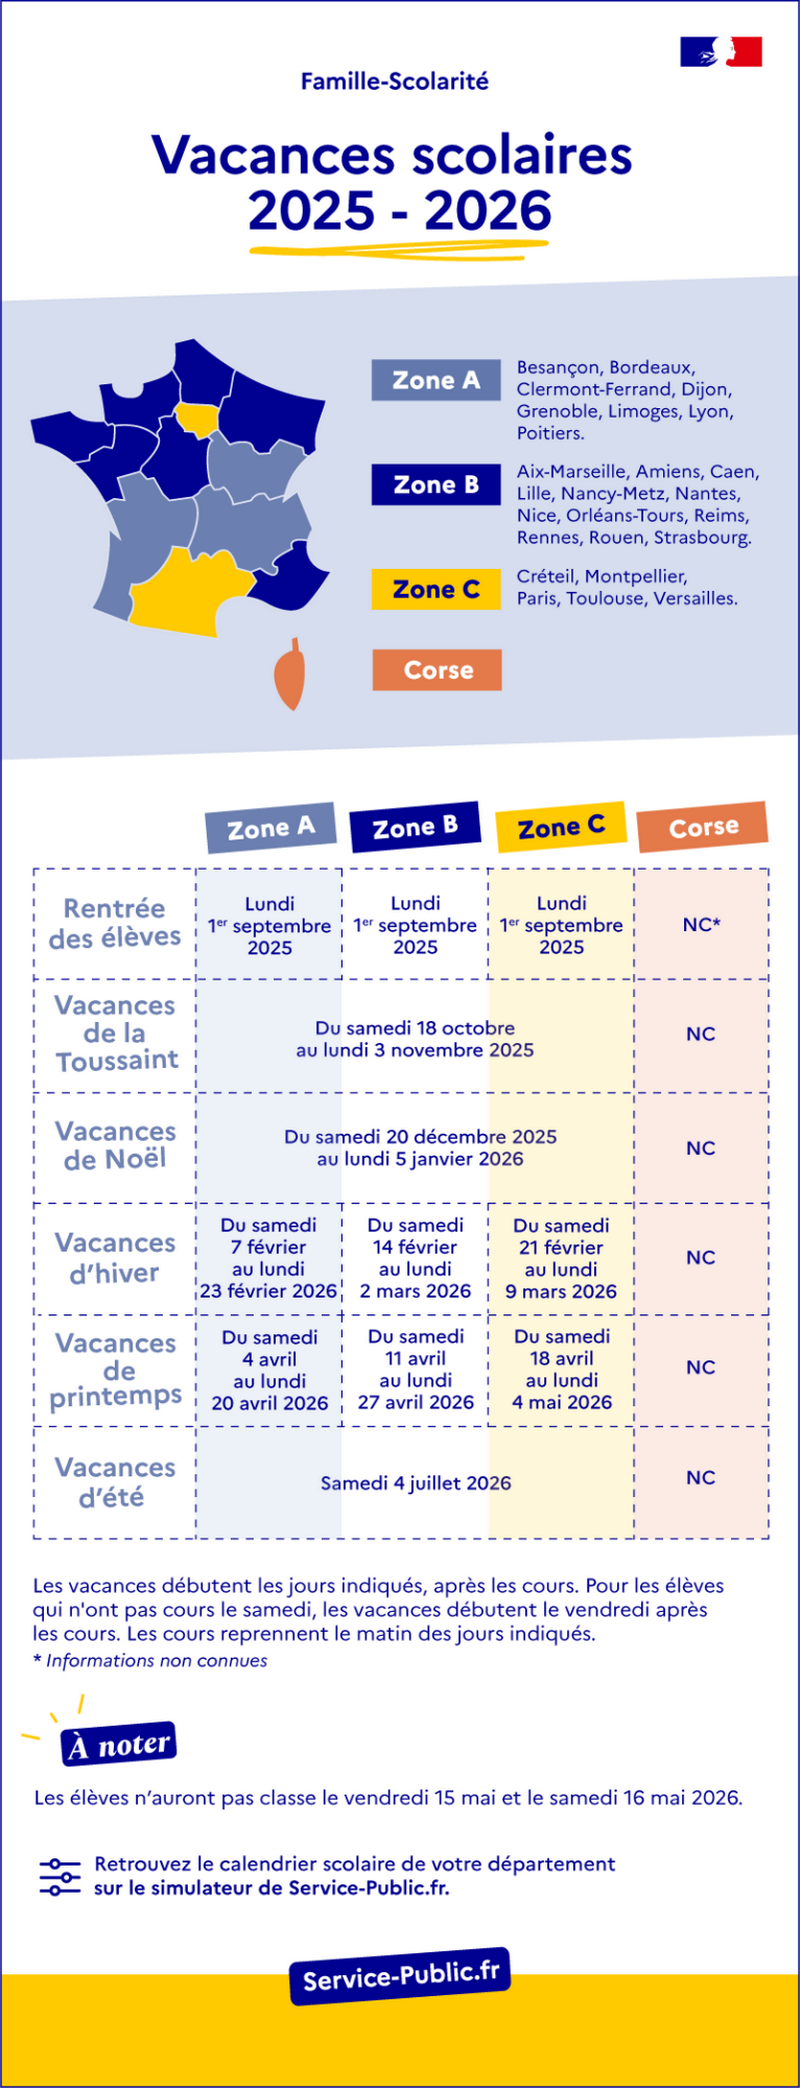 Famille-Scolarité
Vacances scolaires
2025 - 2026
Zone A
Besançon, Bordeaux,
Clermont-Ferrand, Dijon,
Grenoble, Limoges, Lyon,
Poitiers.
Zone B
Aix-Marseille, Amiens, Caen,
Lille, Nancy-Metz, Nantes,
Nice, Orléans-Tours, Reims,
Rennes, Rouen, Strasbourg.
Zone C
Créteil, Montpellier,
Paris, Toulouse, Versailles.
Corse
Zone A
Zone B
Zone C
Corse
Rentrée
des élèves
Lundi
1er septembre
2025
Lundi
1er septembre
2025
Lundi
1er septembre
2025
NC*
Vacances
de la
Toussaint
Du samedi 18 octobre
au lundi 3 novembre 2025
NC
Vacances
de Noël
Du samedi 20 décembre 2025
au lundi 5 janvier 2026
NC
Vacances
d'hiver
Du samedi
7 février
au lundi
23 février 2026
Du samedi
14 février
au lundi
2 mars 2026
Du samedi
21 février
au lundi
9 mars 2026
NC
Vacances
de
printemps
Du samedi
4 avril
au lundi
20 avril 2026
Du samedi
11 avril
au lundi
27 avril 2026
Du samedi
18 avril
au lundi
4 mai 2026
NC
Vacances
d'été
Samedi 4 juillet 2026
NC
Les vacances débutent les jours indiqués, après les cours. Pour les élèves
qui n'ont pas cours le samedi, les vacances débutent le vendredi après
les cours. Les cours reprennent le matin des jours indiqués.
* Informations non connues
À noter
Les élèves n'auront pas classe le vendredi 15 mai et le samedi 16 mai 2026.
Retrouvez le calendrier scolaire de votre département
sur le simulateur de Service-Public.fr.
Service-Public.fr